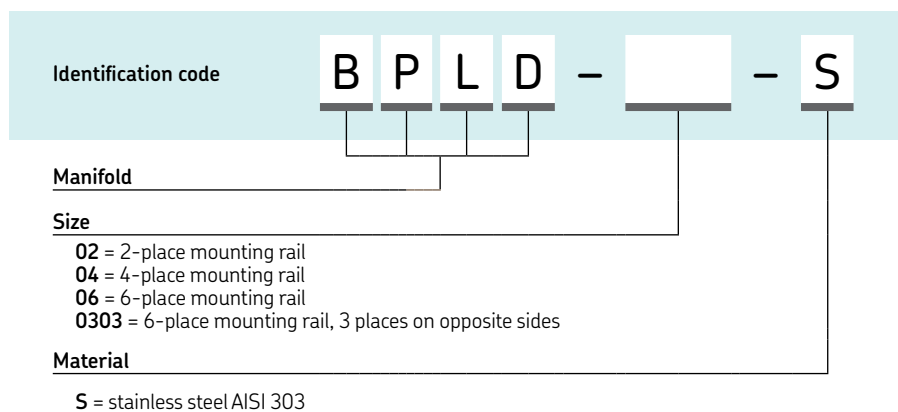 Identification code B P L D – – S
Manifold
Size
02 = 2-place mounting rail
04 = 4-place mounting rail
06 = 6-place mounting rail
0303 = 6-place mounting rail, 3 places on opposite sides
Material
S = stainless steel AISI 303